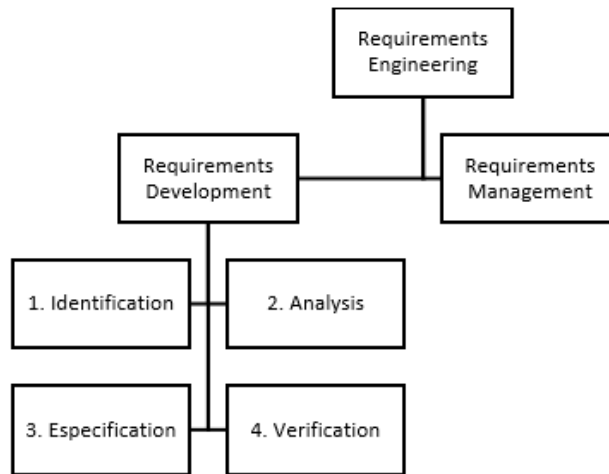 Requirements
Engineering
Requirements
Development
Requirements
Management
1. Identification
2. Analysis
3. Especification
4. Verification